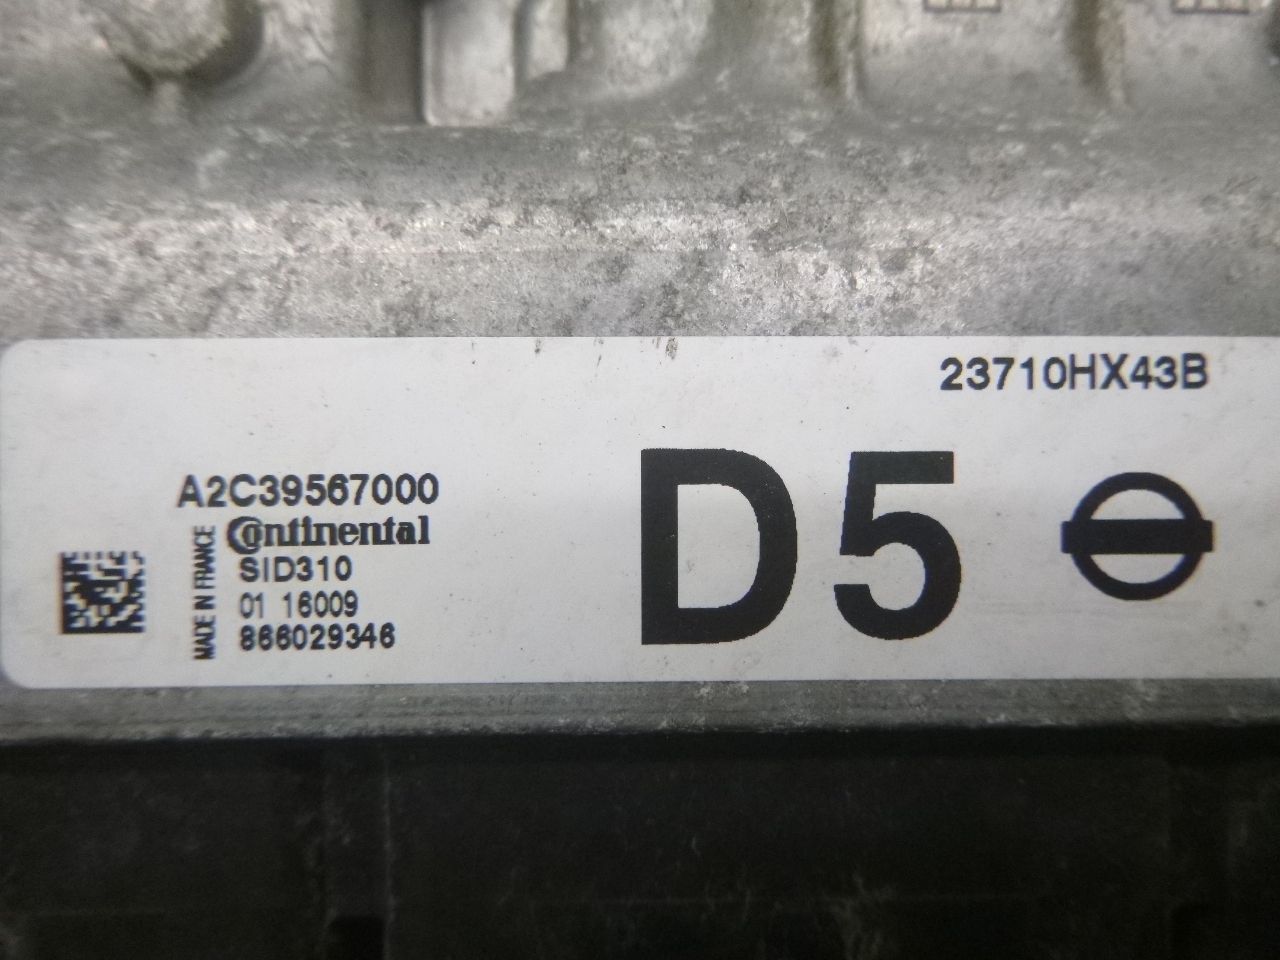 23710HX43B
D5
A2C39567000
MADE IN FRANCE
Continental
SID310
01 16009
866029346